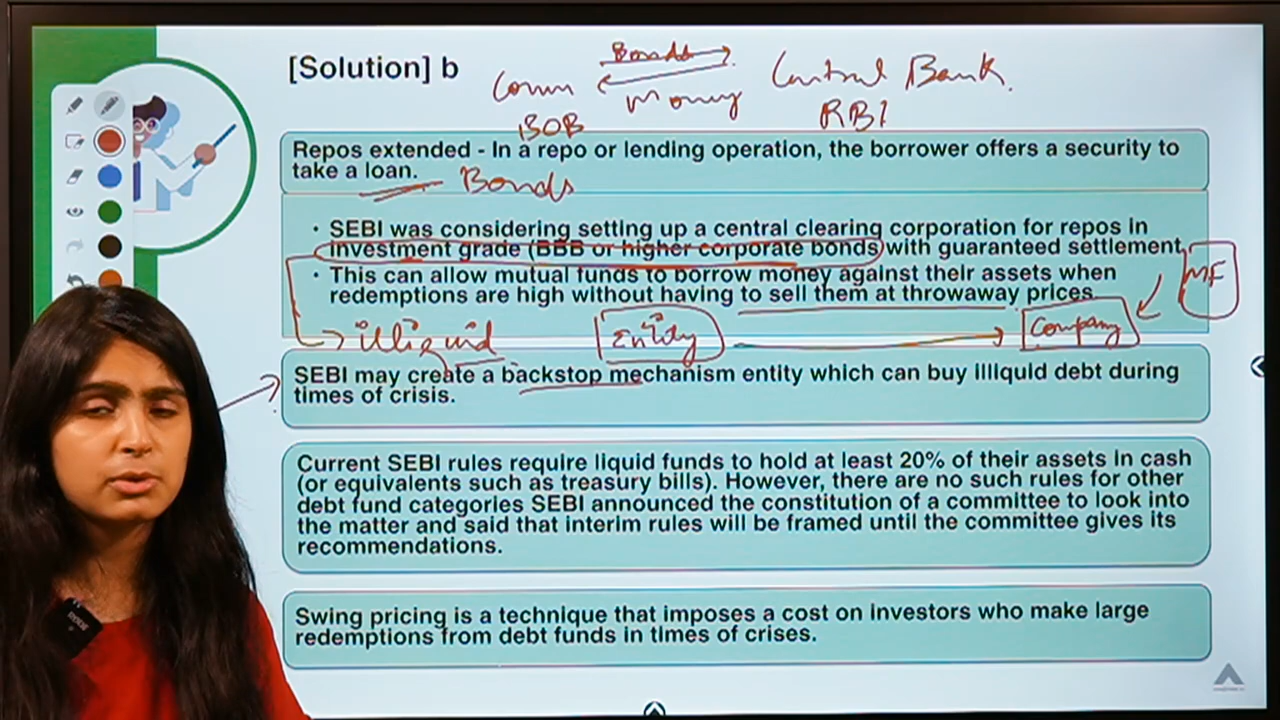 [Solution] b
Comm
Bonds
Money
Central Bank.
BOB
RBI
Repos extended - In a repo or lending operation, the borrower offers a security to
take a loan.
Bonds
• SEBI was considering setting up a central clearing corporation for repos in
investment grade (BBB or higher corporate bonds) with guaranteed settlement.
• This can allow mutual funds to borrow money against their assets when
redemptions are high without having to sell them at throwaway prices
MF
illiquid
Entity
Company
SEBI may create a backstop mechanism entity which can buy illiquid debt during
times of crisis.
Current SEBI rules require liquid funds to hold at least 20% of their assets in cash
(or equivalents such as treasury bills). However, there are no such rules for other
debt fund categories SEBI announced the constitution of a committee to look into
the matter and said that interim rules will be framed until the committee gives its
recommendations.
Swing pricing is a technique that imposes a cost on investors who make large
redemptions from debt funds in times of crises.